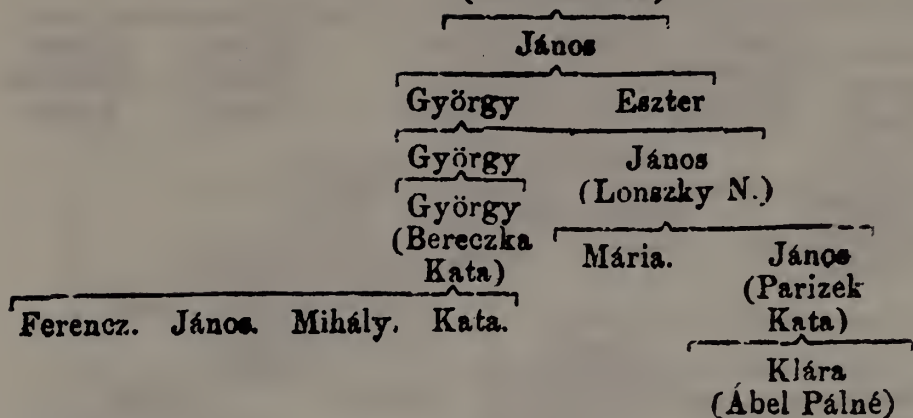 János
György Eszter
György János
György (Lonszky N.)
(Bereczka Mária. János
Kata) (Parizek
Ferencz. János. Mihály. Kata. Kata)
Klára
(Ábel Pálné)